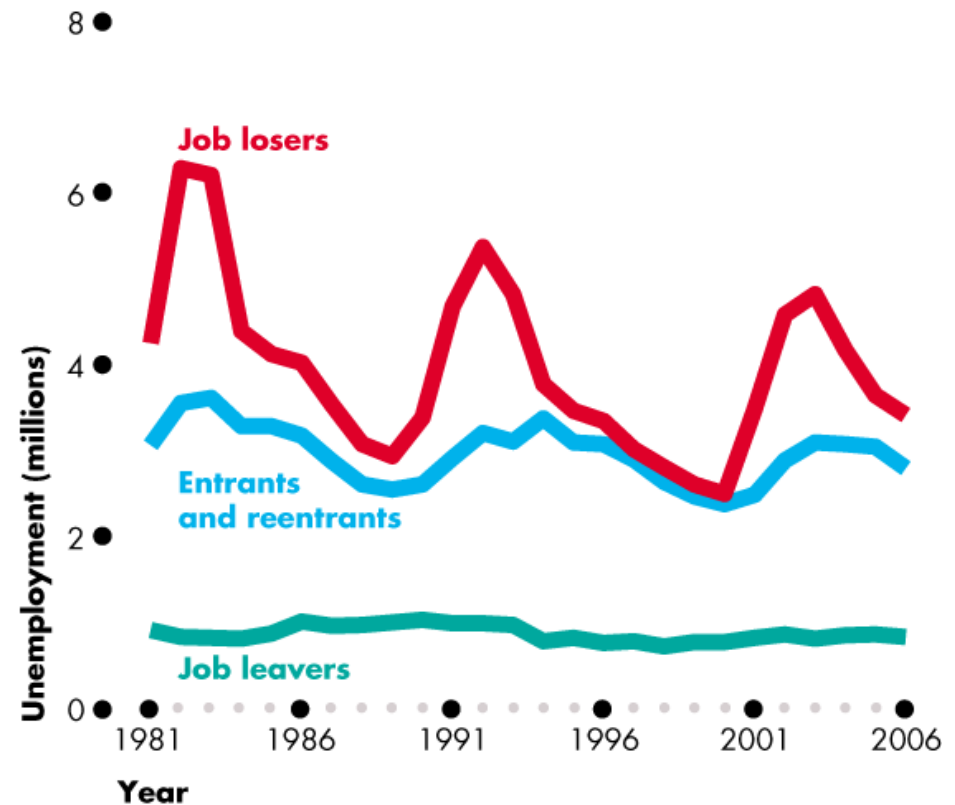 8
Job losers
6
4
Entrants
and reentrants
2
Job leavers
0
Unemployment (millions)
1981 1986 1991 1996 2001 2006
Year